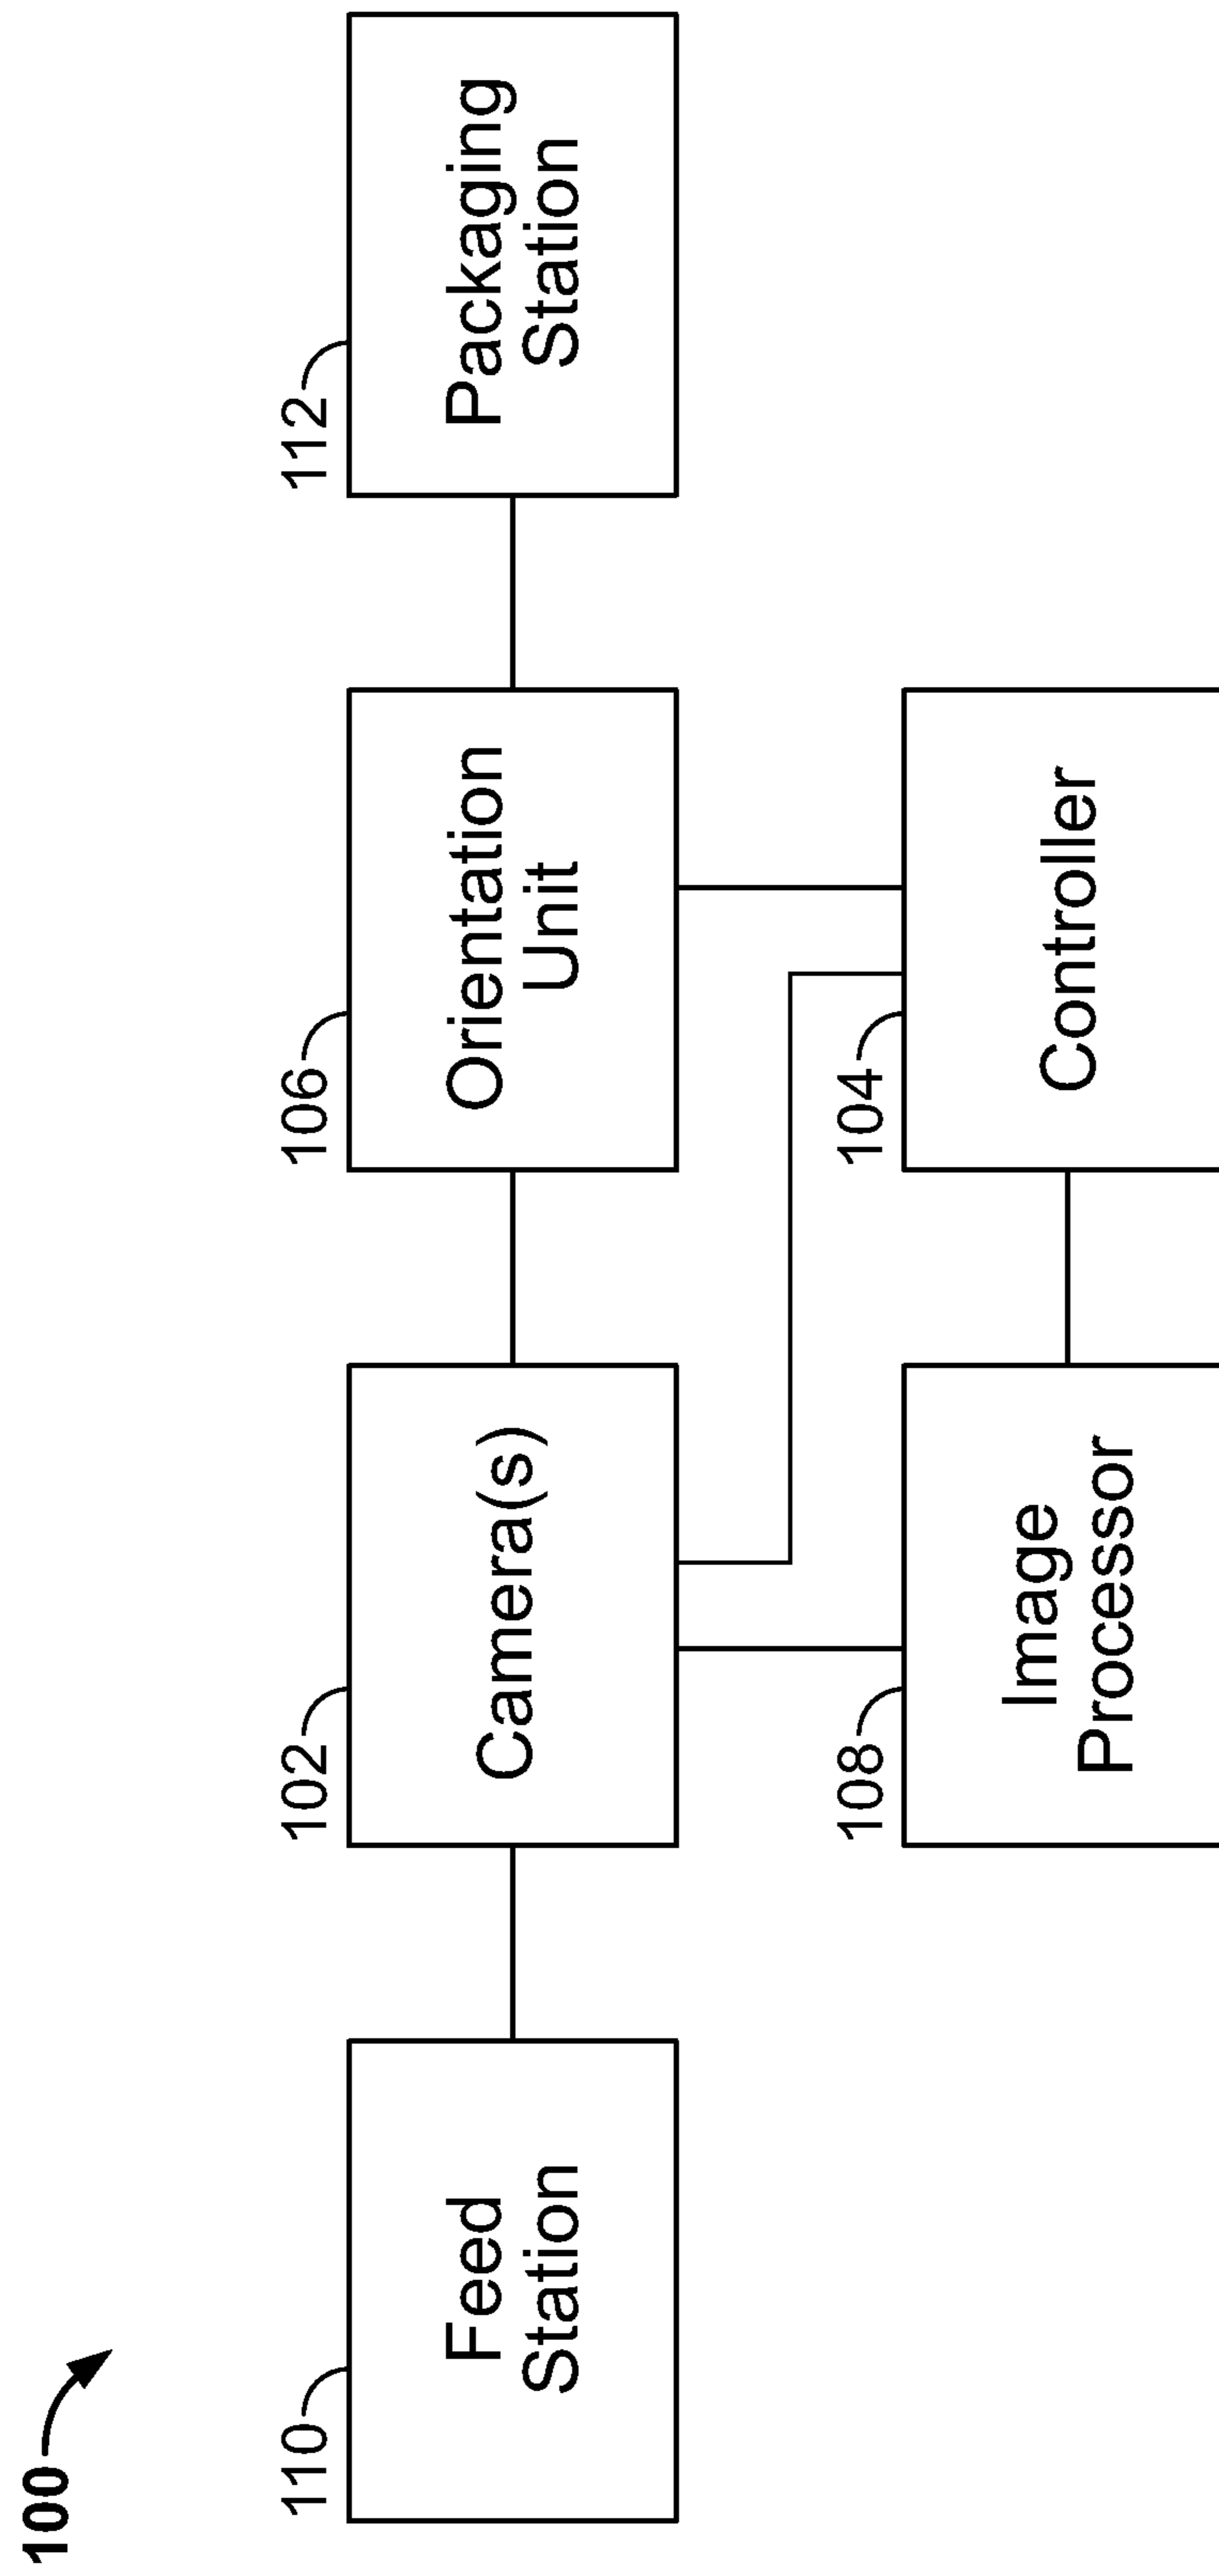 100
110
Feed
Station
102
Camera(s)
106
Orientation
Unit
112
Packaging
Station
108
Image
Processor
104
Controller